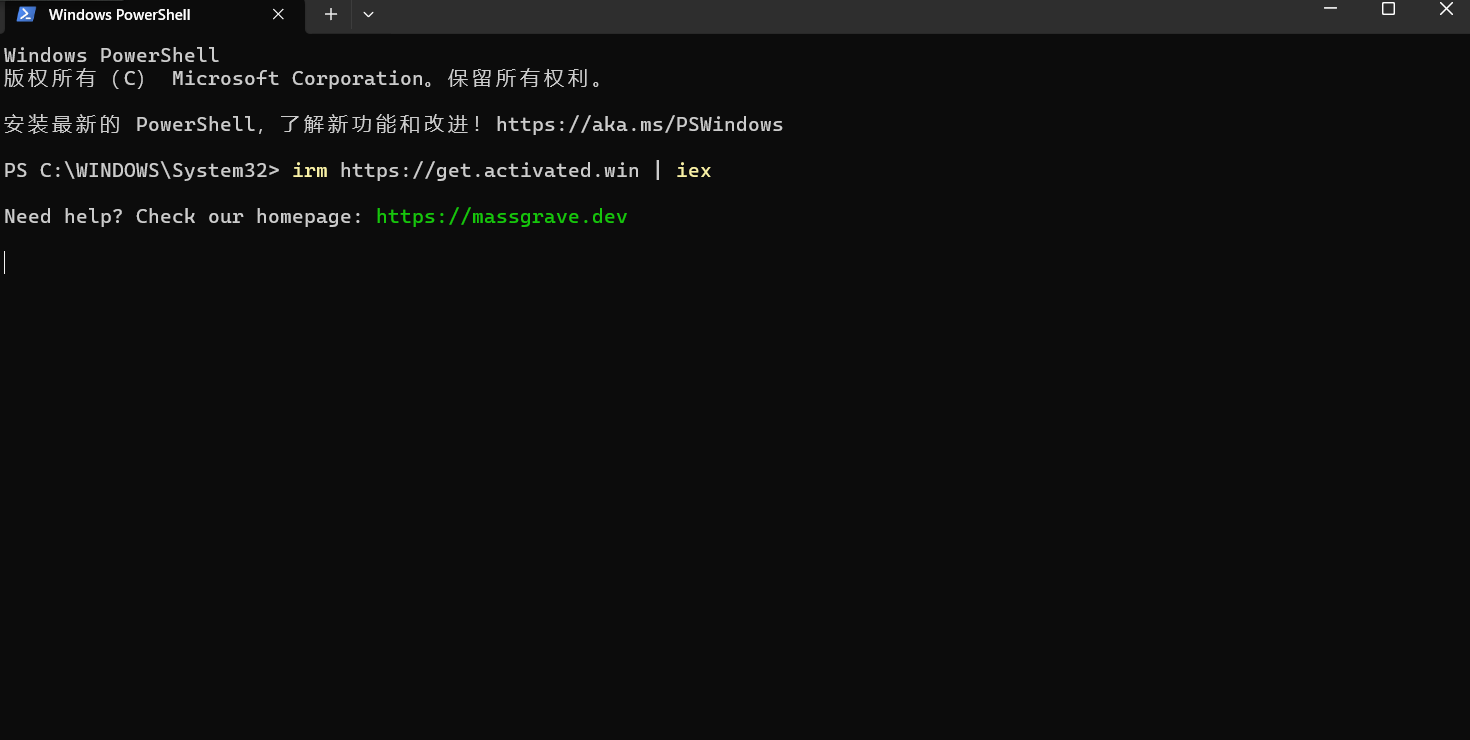 Windows PowerShell
Windows PowerShell
版权所有（C） Microsoft Corporation。保留所有权利。
安装最新的 PowerShell，了解新功能和改进！https://aka.ms/PSWindows
PS C:\WINDOWS\System32> irm https://get.activated.win | iex
Need help? Check our homepage: https://massgrave.dev